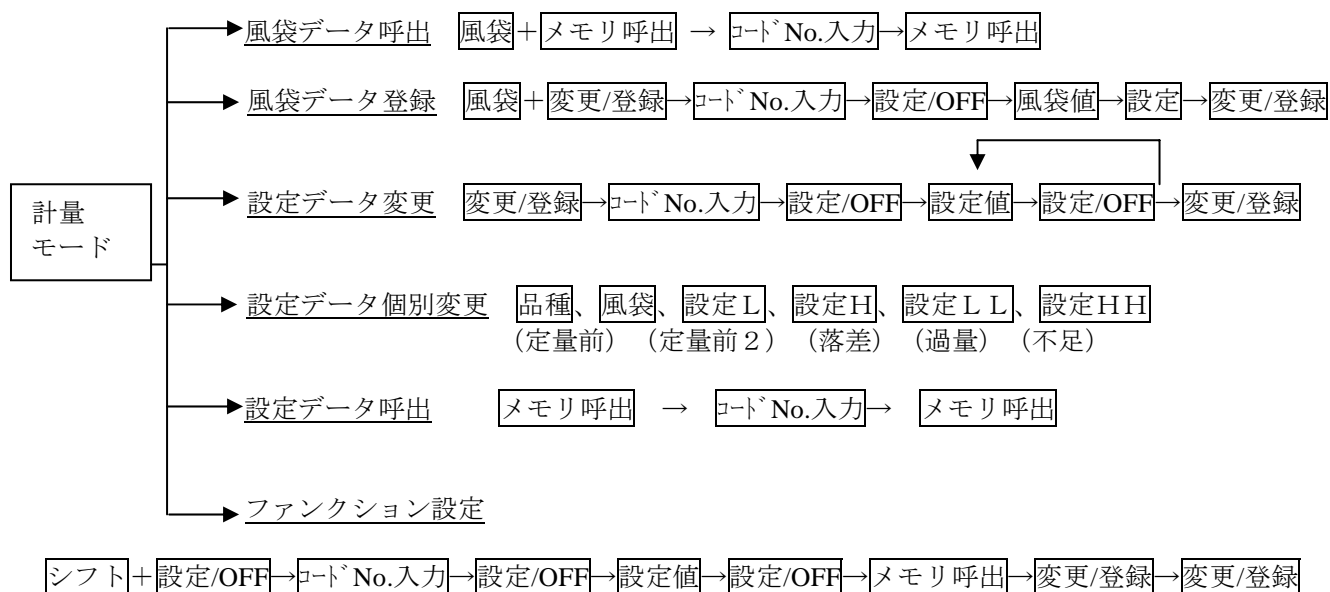 風袋データ呼出 風袋+メモリ呼出 → コード No.入力→メモリ呼出
風袋データ登録 風袋+変更/登録→コード No.入力→設定/OFF→風袋値→設定→変更/登録
設定データ変更 変更/登録→コード No.入力→設定/OFF→設定値→設定/OFF→変更/登録
計量
モード
設定データ個別変更 品種、風袋、設定L、設定H、設定LL、設定HH
(定量前) (定量前2) (落差) (過量) (不足)
設定データ呼出 メモリ呼出 → コード No.入力→ メモリ呼出
ファンクション設定
シフト+設定/OFF→コード No.入力→設定/OFF→設定値→設定/OFF→メモリ呼出→変更/登録→変更/登録